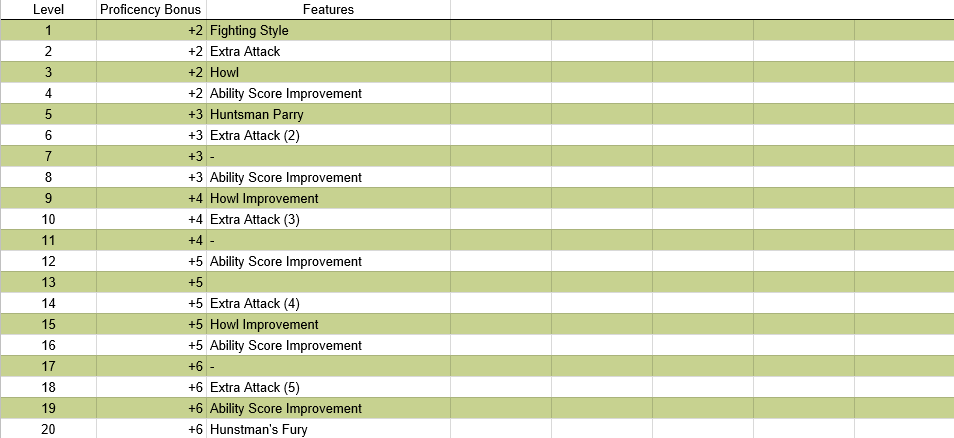 Level Proficency Bonus Features
1 +2 Fighting Style
2 +2 Extra Attack
3 +2 Howl
4 +2 Ability Score Improvement
5 +3 Huntsman Parry
6 +3 Extra Attack (2)
7 +3 -
8 +3 Ability Score Improvement
9 +4 Howl Improvement
10 +4 Extra Attack (3)
11 +4 -
12 +5 Ability Score Improvement
13 +5
14 +5 Extra Attack (4)
15 +5 Howl Improvement
16 +5 Ability Score Improvement
17 +6 -
18 +6 Extra Attack (5)
19 +6 Ability Score Improvement
20 +6 Hunstman's Fury